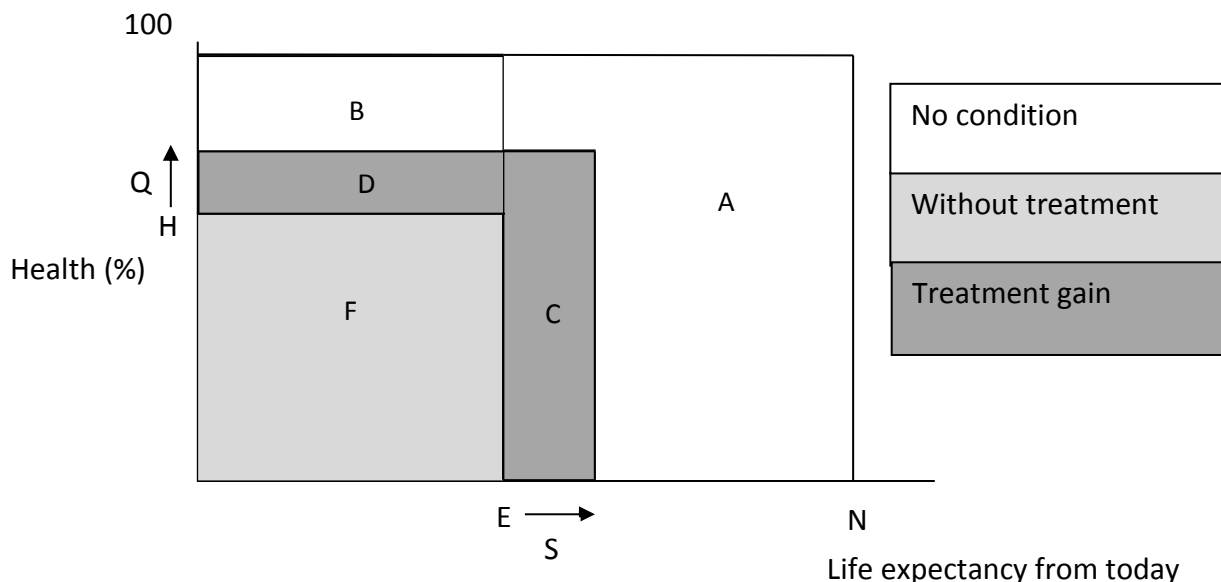 100
B
No condition
Q
D
A
Without treatment
H
Health (%)
F
C
Treatment gain
E
N
S
Life expectancy from today